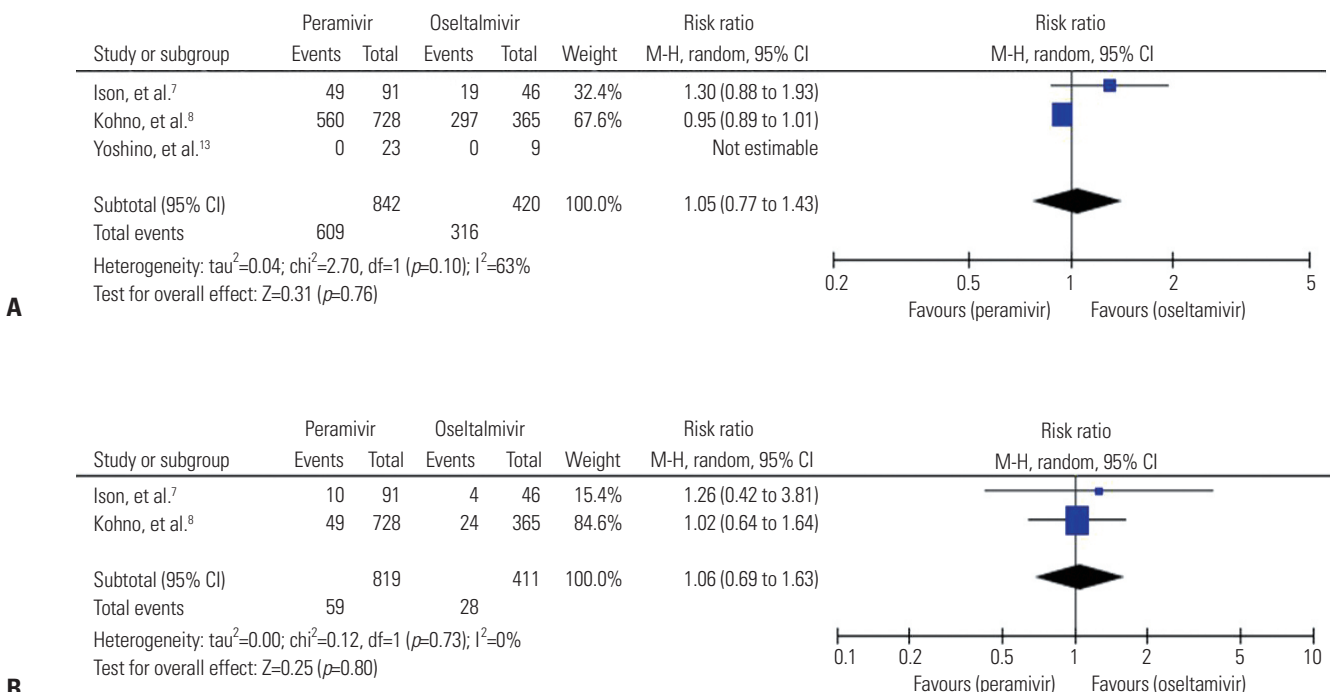 Peramivir Oseltalmivir Risk ratio Risk ratio
Study or subgroup Events Total Events Total Weight M-H, random, 95% CI M-H, random, 95% CI
Ison, et al.⁷ 49 91 19 46 32.4% 1.30 (0.88 to 1.93)
Kohno, et al.⁸ 560 728 297 365 67.6% 0.95 (0.89 to 1.01)
Yoshino, et al.¹³ 0 23 0 9 Not estimable
Subtotal (95% CI) 842 420 100.0% 1.05 (0.77 to 1.43)
Total events 609 316
Heterogeneity: tau²=0.04; chi²=2.70, df=1 (p=0.10); I²=63%
Test for overall effect: Z=0.31 (p=0.76)
0.2 0.5 1 2 5
Favours (peramivir) Favours (oseltamivir)
A
Peramivir Oseltalmivir Risk ratio Risk ratio
Study or subgroup Events Total Events Total Weight M-H, random, 95% CI M-H, random, 95% CI
Ison, et al.⁷ 10 91 4 46 15.4% 1.26 (0.42 to 3.81)
Kohno, et al.⁸ 49 728 24 365 84.6% 1.02 (0.64 to 1.64)
Subtotal (95% CI) 819 411 100.0% 1.06 (0.69 to 1.63)
Total events 59 28
Heterogeneity: tau²=0.00; chi²=0.12, df=1 (p=0.73); I²=0%
Test for overall effect: Z=0.25 (p=0.80)
0.1 0.2 0.5 1 2 5 10
Favours (peramivir) Favours (oseltamivir)
B